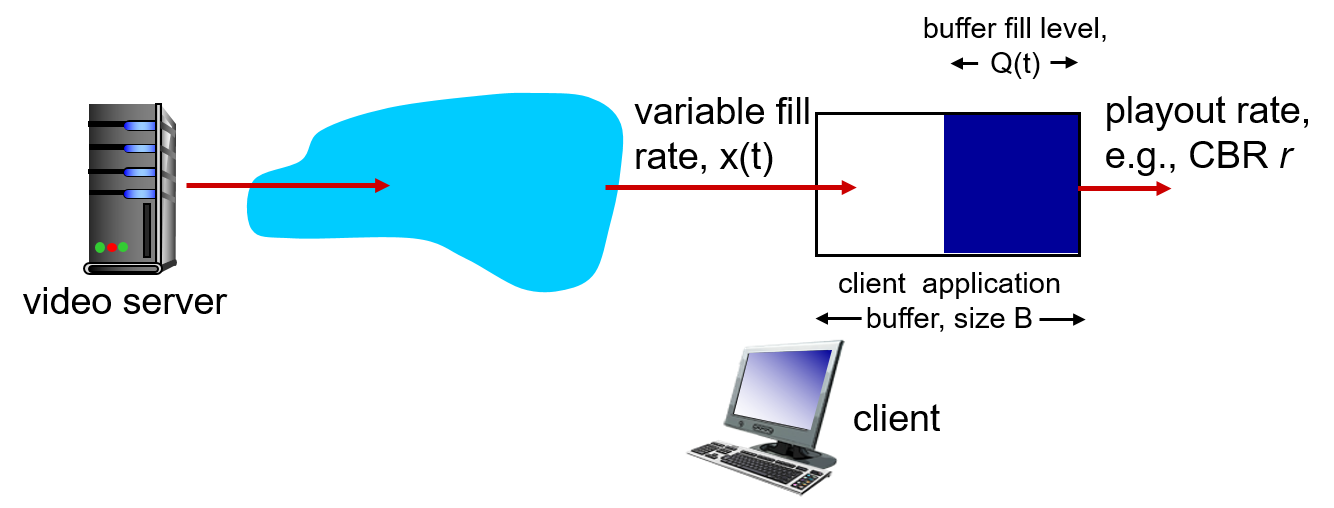 buffer fill level,
Q(t)
variable fill
rate, x(t)
playout rate,
e.g., CBR r
video server
client application
buffer, size B
client